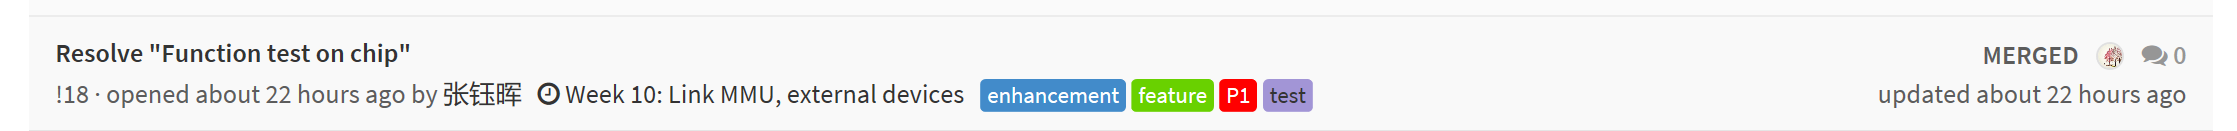 Resolve "Function test on chip"
MERGED 0
!18 · opened about 22 hours ago by 张钰晖 Week 10: Link MMU, external devices enhancement feature P1 test
updated about 22 hours ago